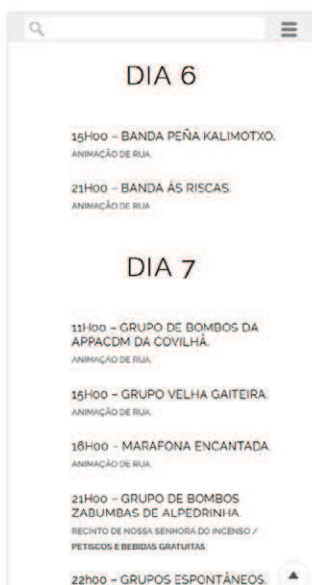 DIA 6
15H00 – BANDA PEÑA KALIMOTXO.
ANIMAÇÃO DE RUA.
21H00 – BANDA ÁS RISCAS.
ANIMAÇÃO DE RUA
DIA 7
11H00 – GRUPO DE BOMBOS DA
APPACDM DA COVILHÃ.
ANIMAÇÃO DE RUA.
15H00 – GRUPO VELHA GAITEIRA.
ANIMAÇÃO DE RUA.
16H00 – MARAFONA ENCANTADA.
ANIMAÇÃO DE RUA.
21H00 – GRUPO DE BOMBOS
ZABUMBAS DE ALPEDRINHA.
RECINTO DE NOSSA SENHORA DO INCENSO /
PETISCOS E BEBIDAS GRATUITAS
22h00 – GRUPOS ESPONTÂNEOS.